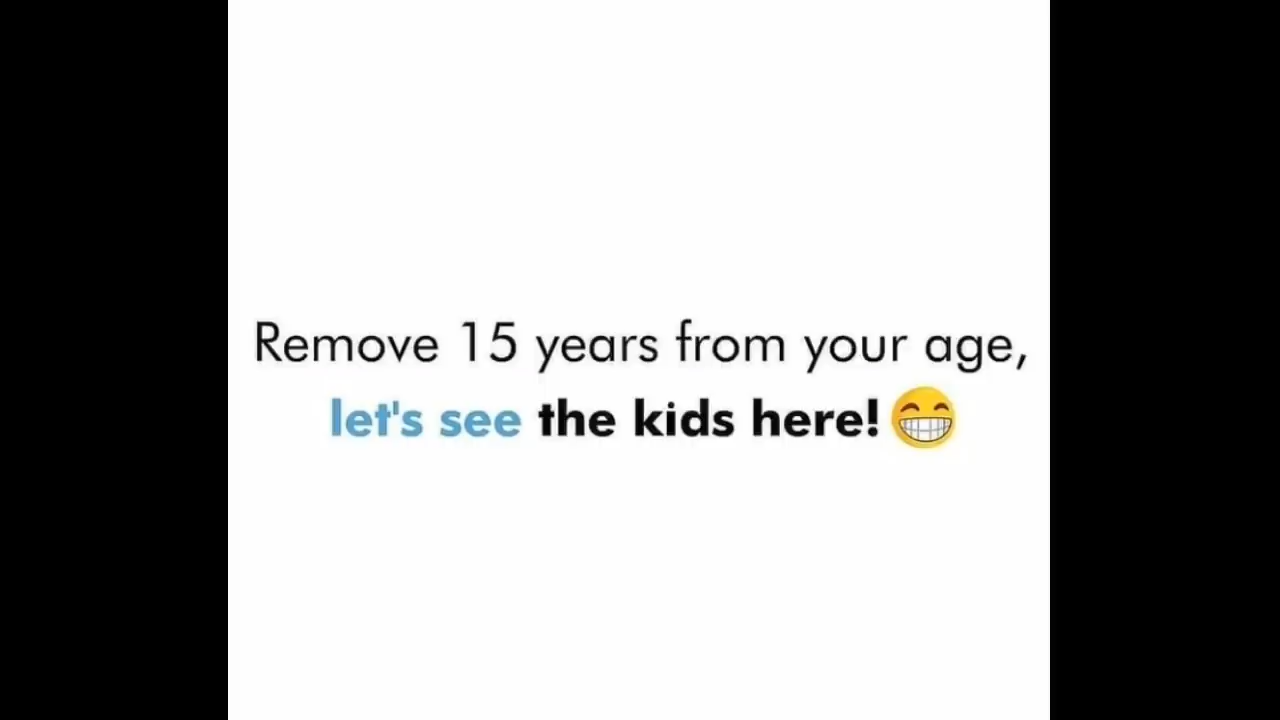 Remove 15 years from your age,
let's see the kids here!😁